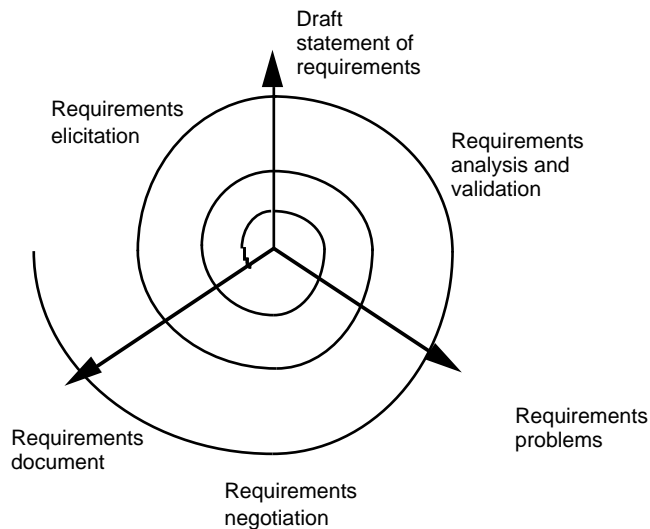 Draft
statement of
requirements
Requirements
elicitation
Requirements
analysis and
validation
Requirements
problems
Requirements
document
Requirements
negotiation